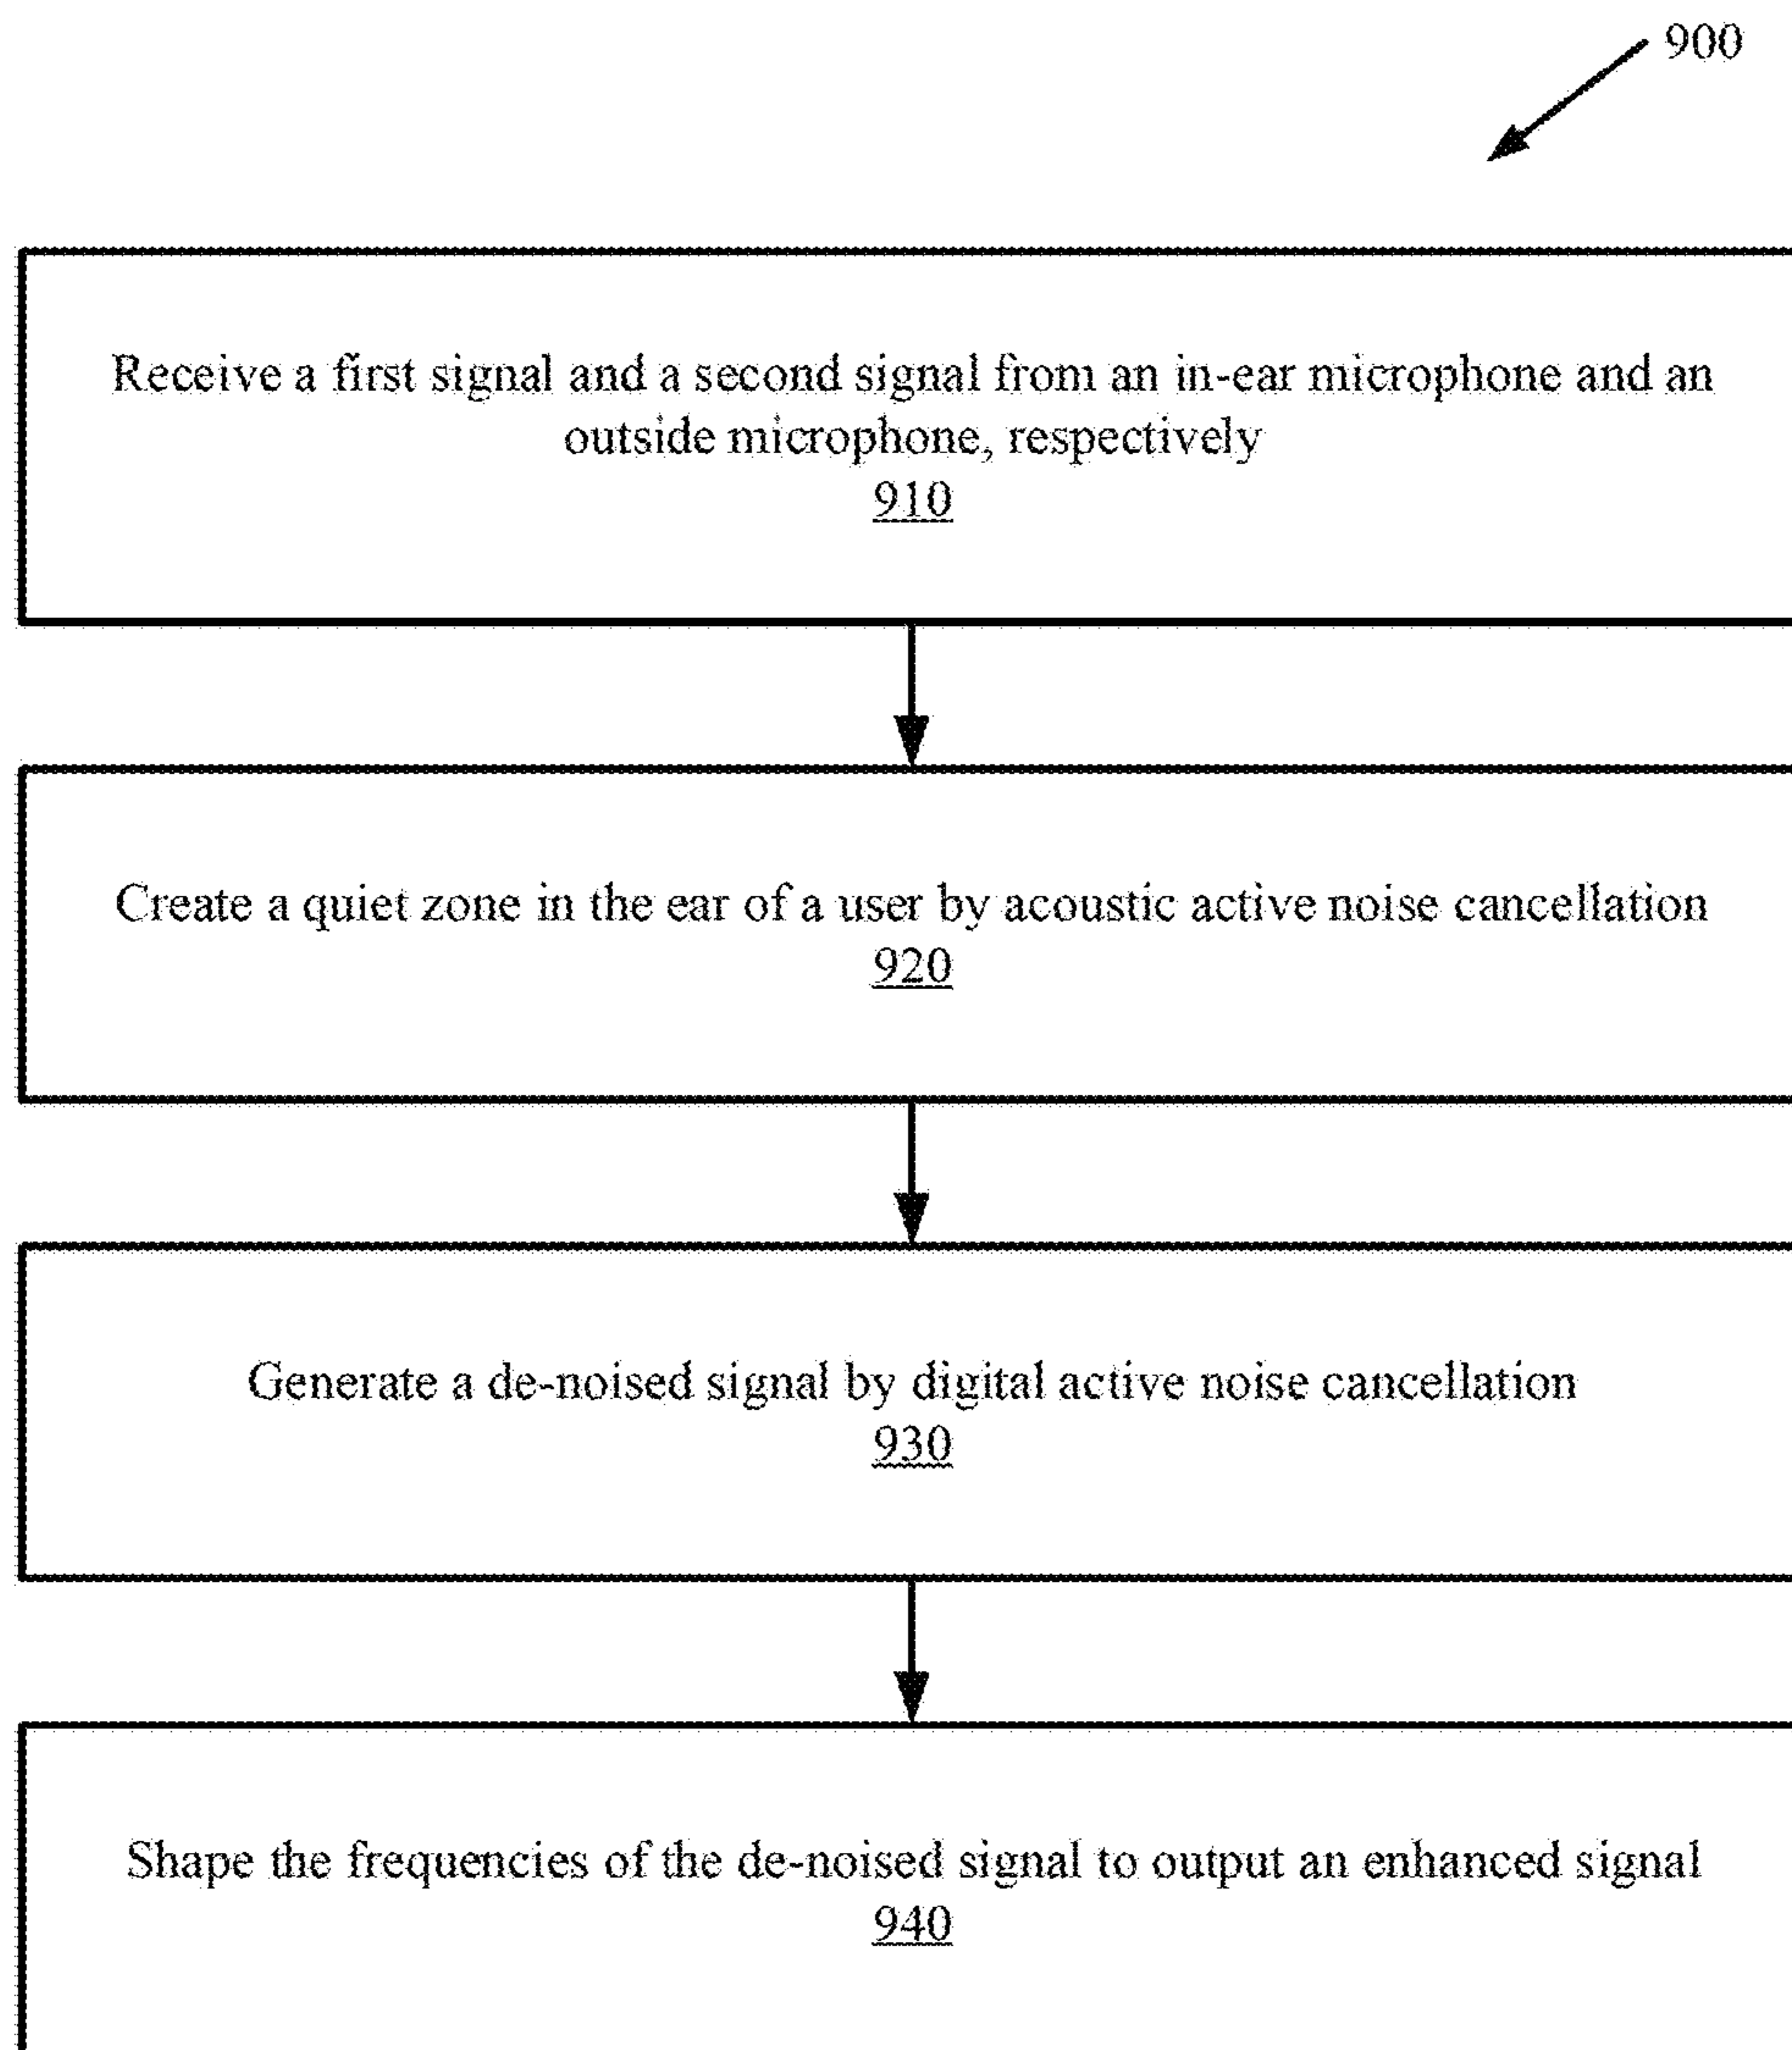 900
Receive a first signal and a second signal from an in-ear microphone and an
outside microphone, respectively
910
Create a quiet zone in the ear of a user by acoustic active noise cancellation
920
Generate a de-noised signal by digital active noise cancellation
930
Shape the frequencies of the de-noised signal to output an enhanced signal
940